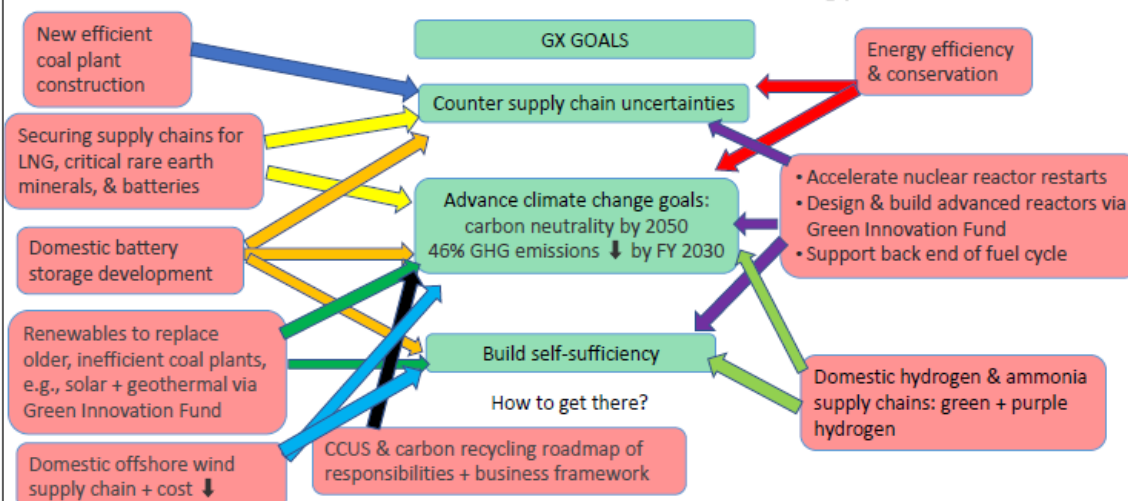 GX GOALS
New efficient
coal plant
construction
Energy efficiency
& conservation
Counter supply chain uncertainties
Securing supply chains for
LNG, critical rare earth
minerals, & batteries
• Accelerate nuclear reactor restarts
• Design & build advanced reactors via
Green Innovation Fund
• Support back end of fuel cycle
Advance climate change goals:
carbon neutrality by 2050
46% GHG emissions ⬇ by FY 2030
Domestic battery
storage development
Renewables to replace
older, inefficient coal plants,
e.g., solar + geothermal via
Green Innovation Fund
Build self-sufficiency
Domestic hydrogen & ammonia
supply chains: green + purple
hydrogen
How to get there?
CCUS & carbon recycling roadmap of
responsibilities + business framework
Domestic offshore wind
supply chain + cost ⬇